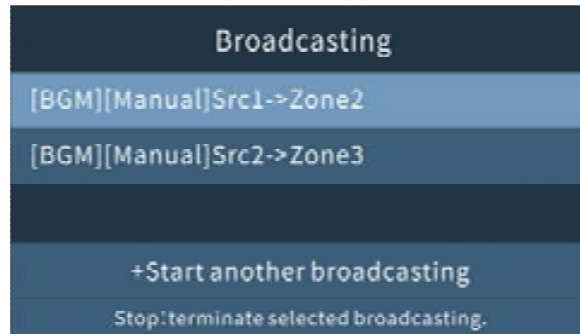 Broadcasting
[BGM][Manual]Src1->Zone2
[BGM][Manual]Src2->Zone3
+Start another broadcasting
Stop:terminate selected broadcasting.